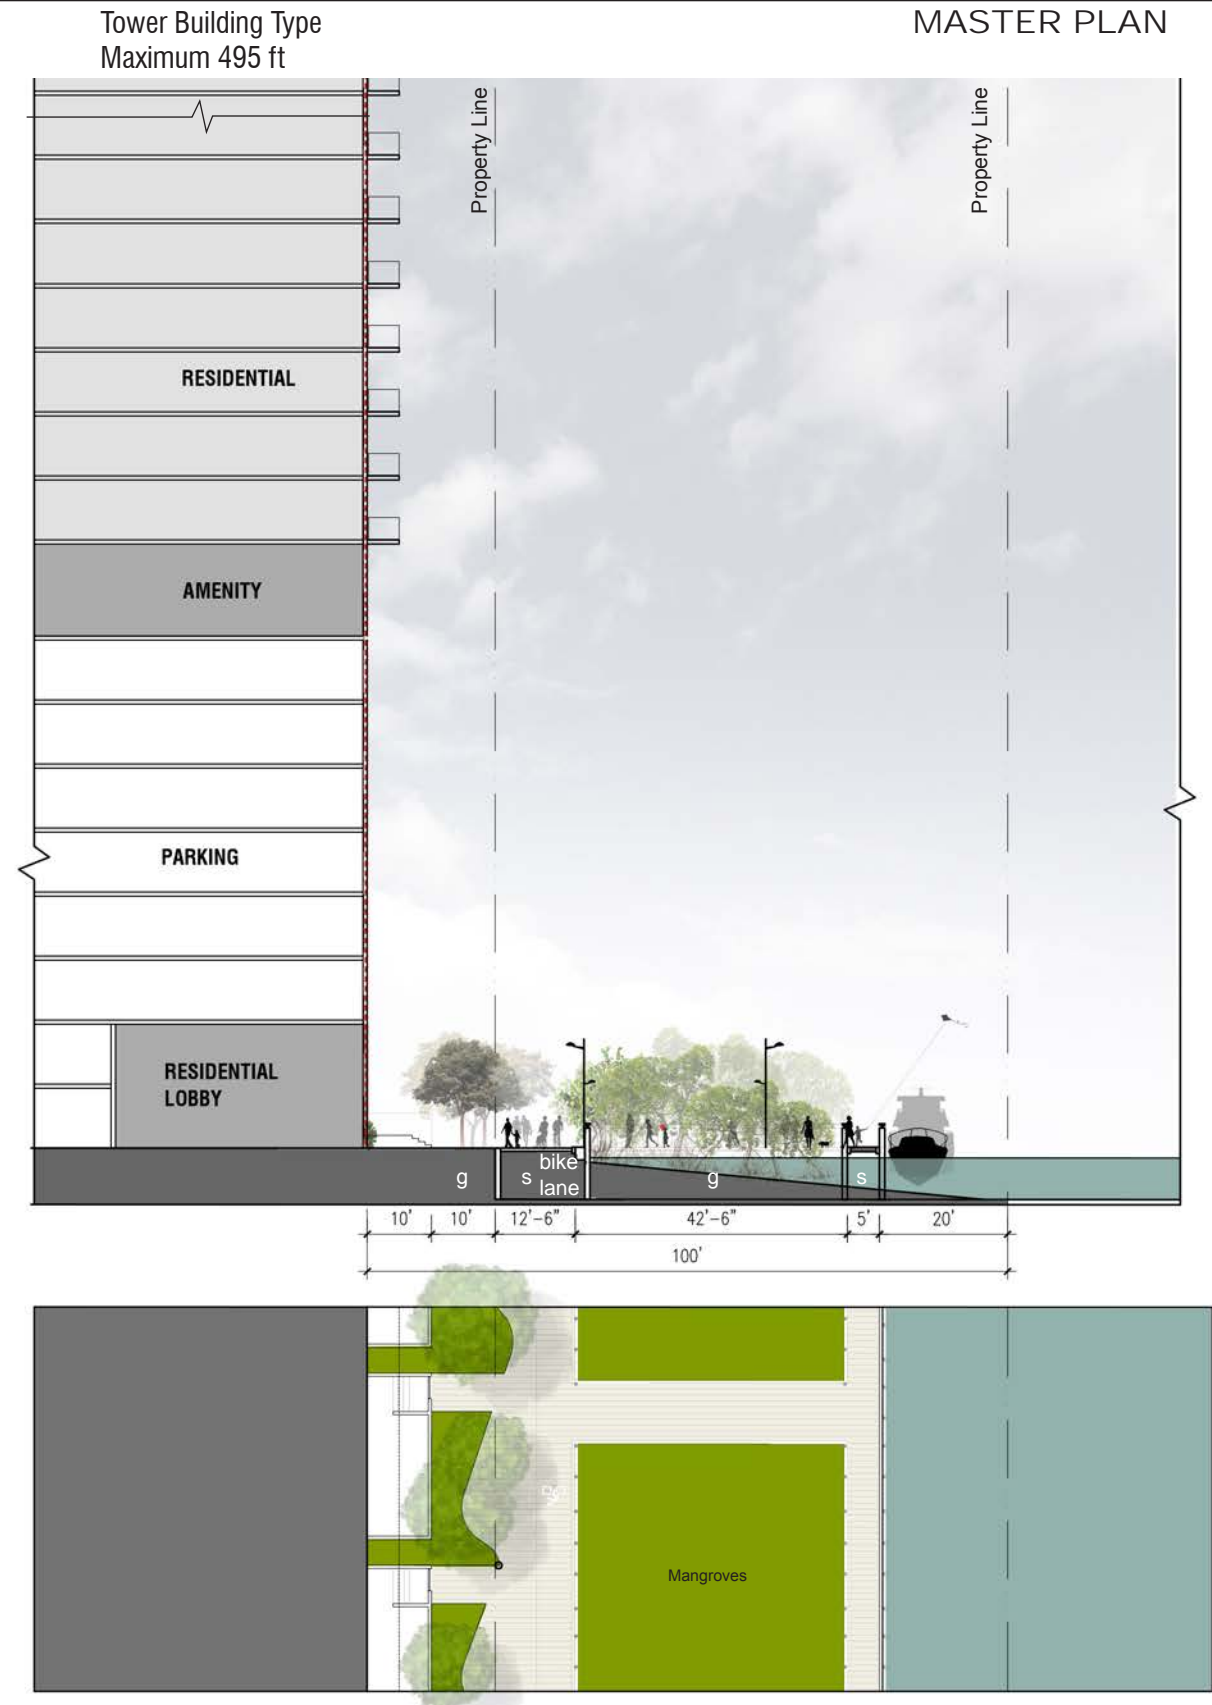 Tower Building Type
Maximum 495 ft
MASTER PLAN
Property Line
Property Line
RESIDENTIAL
AMENITY
PARKING
RESIDENTIAL
LOBBY
g
s
bike
lane
g
s
10'
10'
12'-6"
42'-6"
5'
20'
100'
Mangroves